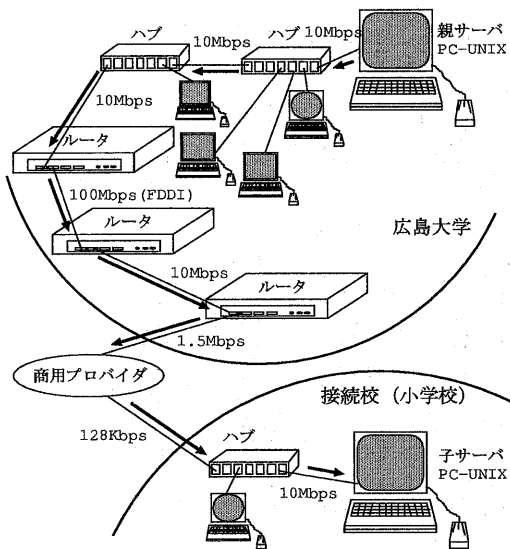 ハブ
ハブ
10Mbps
10Mbps
親サーバ
PC-UNIX
10Mbps
ルータ
100Mbps(FDDI)
ルータ
広島大学
10Mbps
ルータ
1.5Mbps
商用プロバイダ
接続校（小学校）
128Kbps
ハブ
子サーバ
PC-UNIX
10Mbps